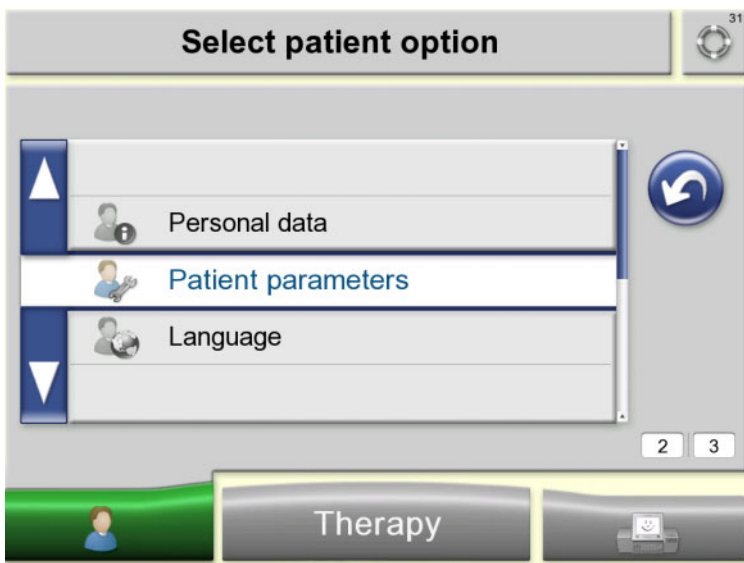 Select patient option
31
Personal data
Patient parameters
Language
2 3
Therapy